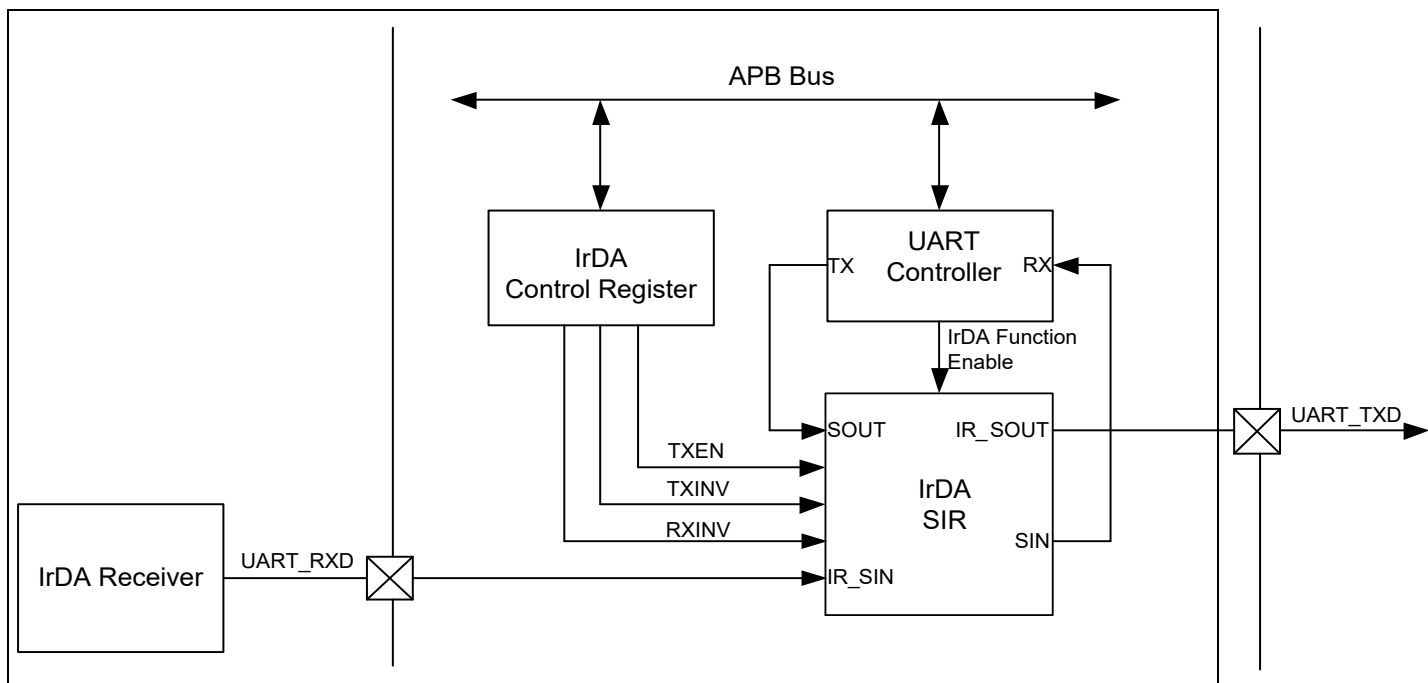 APB Bus
IrDA
Control Register
UART
Controller
TX
RX
IrDA Function
Enable
SOUT
IR_SOUT
UART_TXD
TXEN
TXINV
IrDA
SIR
RXINV
SIN
IrDA Receiver
UART_RXD
IR_SIN